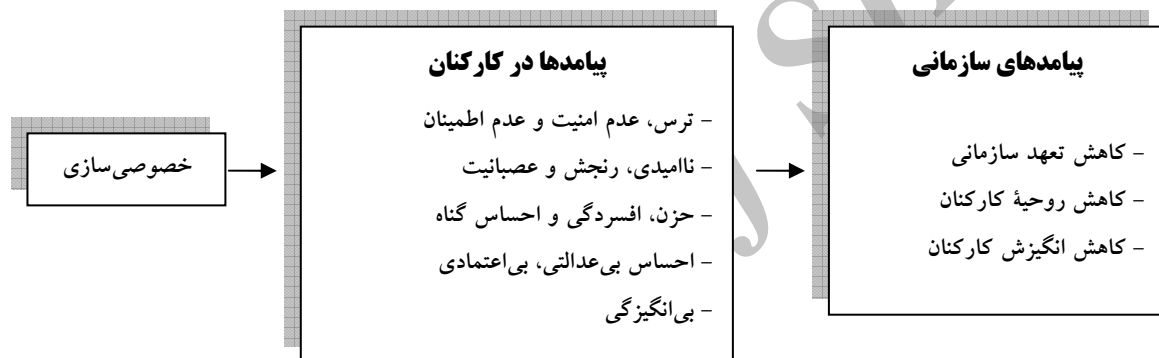 خصوصی‌سازی
پیامدها در کارکنان
- ترس، عدم امنیت و عدم اطمینان
- ناامیدی، رنجش و عصبانیت
- حزن، افسردگی و احساس گناه
- احساس بی‌عدالتی، بی‌اعتمادی
- بی‌انگیزگی
پیامدهای سازمانی
- کاهش تعهد سازمانی
- کاهش روحیۀ کارکنان
- کاهش انگیزش کارکنان